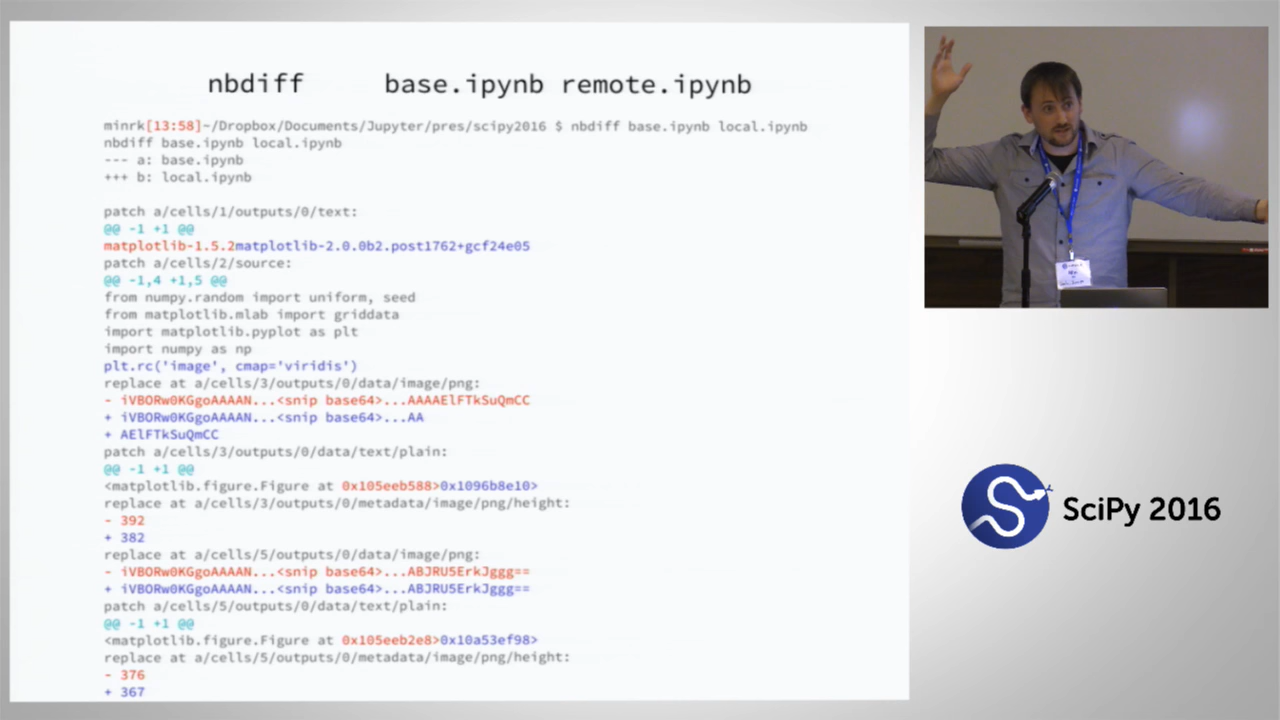 nbdiff base.ipynb remote.ipynb
minrk[13:58]~/Dropbox/Documents/Jupyter/pres/scipy2016 $ nbdiff base.ipynb local.ipynb
nbdiff base.ipynb local.ipynb
--- a: base.ipynb
+++ b: local.ipynb
patch a/cells/1/outputs/0/text:
@@ -1 +1 @@
matplotlib-1.5.2matplotlib-2.0.0b2.post1762+gcf24e05
patch a/cells/2/source:
@@ -1,4 +1,5 @@
from numpy.random import uniform, seed
from matplotlib.mlab import griddata
import matplotlib.pyplot as plt
import numpy as np
plt.rc('image', cmap='viridis')
replace at a/cells/3/outputs/0/data/image/png:
- iVBORw0KGgoAAAAN...<snip base64>...AAAAElFTkSuQmCC
+ iVBORw0KGgoAAAAN...<snip base64>...AA
+ AElFTkSuQmCC
patch a/cells/3/outputs/0/data/text/plain:
@@ -1 +1 @@
<matplotlib.figure.Figure at 0x105eeb588>0x1096b8e10>
replace at a/cells/3/outputs/0/metadata/image/png/height:
- 392
+ 382
replace at a/cells/5/outputs/0/data/image/png:
- iVBORw0KGgoAAAAN...<snip base64>...ABJRU5ErkJggg==
+ iVBORw0KGgoAAAAN...<snip base64>...ABJRU5ErkJggg==
patch a/cells/5/outputs/0/data/text/plain:
@@ -1 +1 @@
<matplotlib.figure.Figure at 0x105eeb2e8>0x10a53ef98>
replace at a/cells/5/outputs/0/metadata/image/png/height:
- 376
+ 367
SciPy 2016